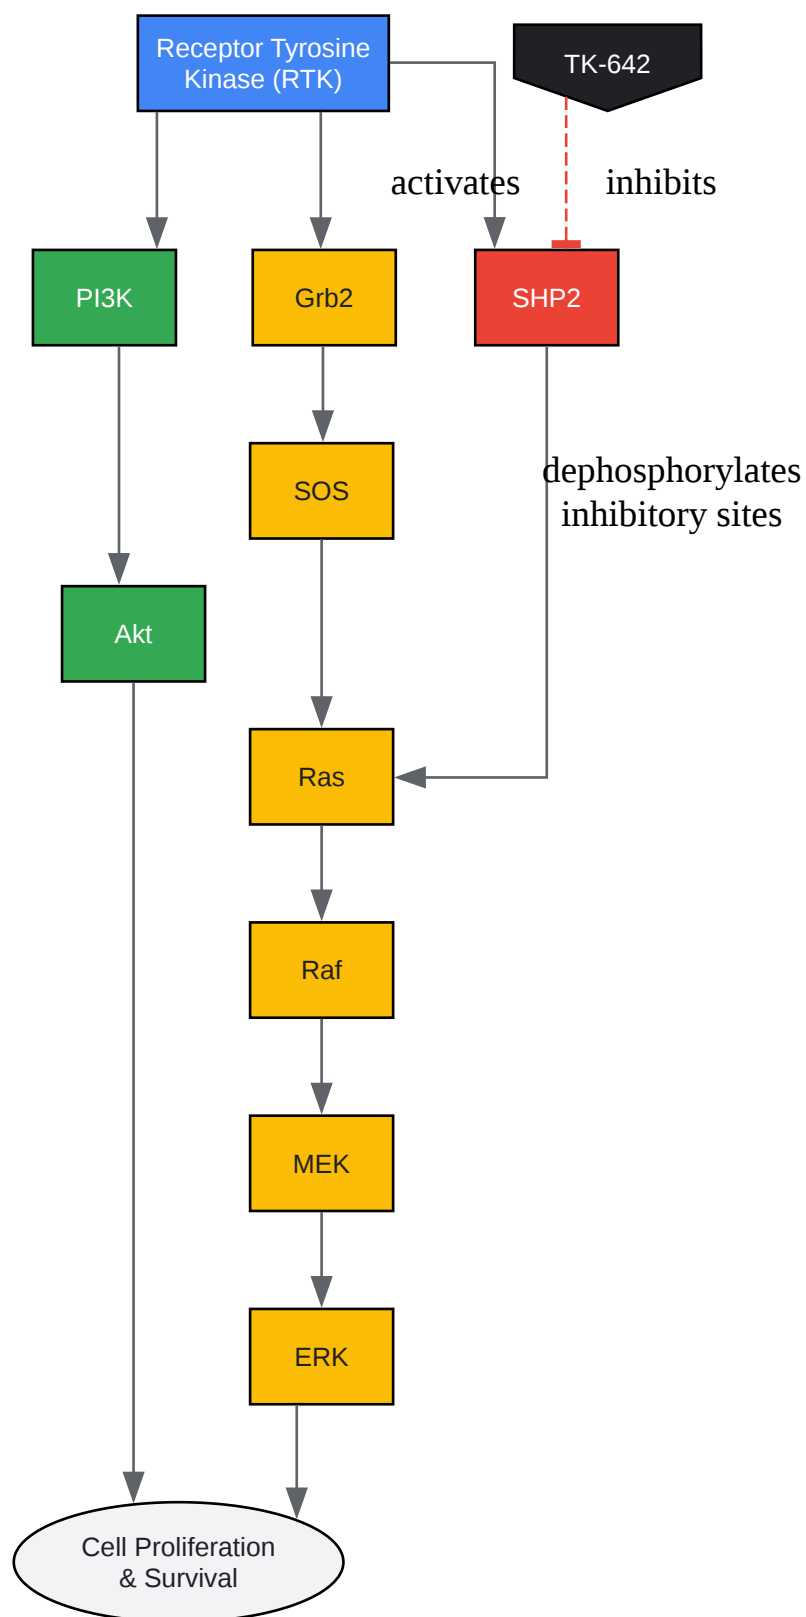 Receptor Tyrosine
Kinase (RTK)
TK-642
activates
inhibits
PI3K
Grb2
SHP2
dephosphorylates
inhibitory sites
SOS
Akt
Ras
Raf
MEK
ERK
Cell Proliferation
& Survival